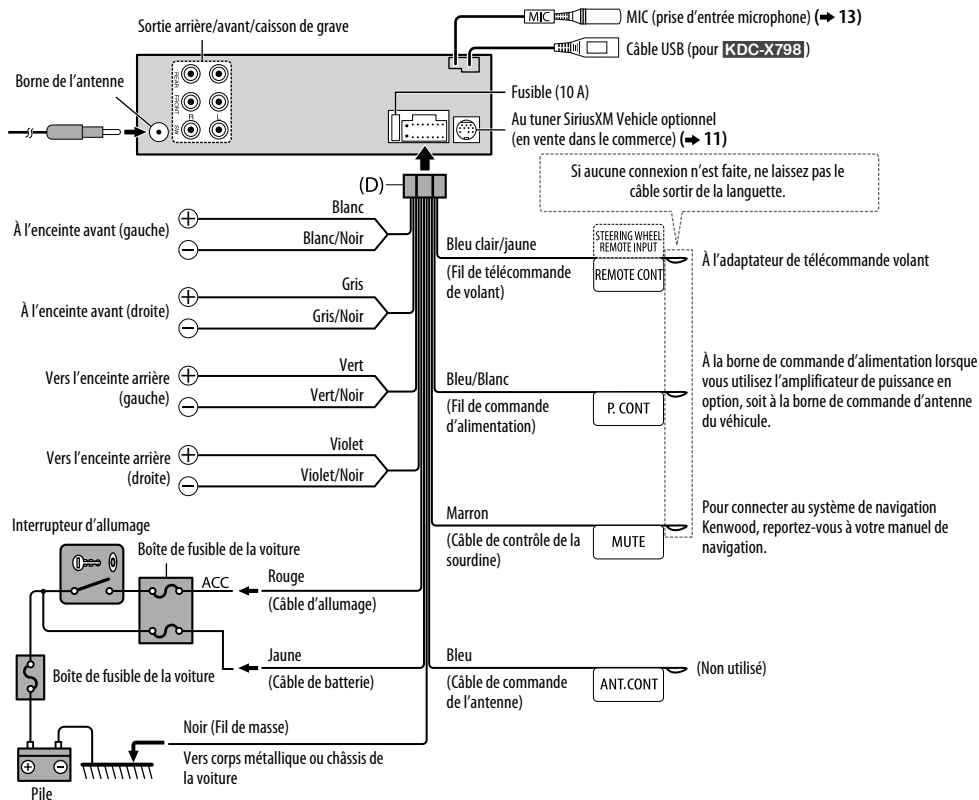 Sortie arrière/avant/caisson de grave
MIC
MIC (prise d'entrée microphone) (➜ 13)
Câble USB (pour KDC-X798)
Borne de l'antenne
REAR
FRONT
SW
R
L
Fusible (10 A)
Au tuner SiriusXM Vehicle optionnel
(en vente dans le commerce) (➜ 11)
Si aucune connexion n'est faite, ne laissez pas le
câble sortir de la languette.
(D)
À l'enceinte avant (gauche)
+
−
Blanc
Blanc/Noir
À l'enceinte avant (droite)
+
−
Gris
Gris/Noir
Vers l'enceinte arrière
(gauche)
+
−
Vert
Vert/Noir
Vers l'enceinte arrière
(droite)
+
−
Violet
Violet/Noir
Bleu clair/jaune
(Fil de télécommande
de volant)
STEERING WHEEL
REMOTE INPUT
REMOTE CONT
À l'adaptateur de télécommande volant
Bleu/Blanc
(Fil de commande
d'alimentation)
P. CONT
À la borne de commande d'alimentation lorsque
vous utilisez l'amplificateur de puissance en
option, soit à la borne de commande d'antenne
du véhicule.
Marron
(Câble de contrôle de la
sourdine)
MUTE
Pour connecter au système de navigation
Kenwood, reportez-vous à votre manuel de
navigation.
Interrupteur d'allumage
Boîte de fusible de la voiture
ACC
Rouge
(Câble d'allumage)
Jaune
(Câble de batterie)
Boîte de fusible de la voiture
Bleu
(Câble de commande
de l'antenne)
ANT.CONT
(Non utilisé)
Noir (Fil de masse)
Vers corps métallique ou châssis de
la voiture
+
−
Pile